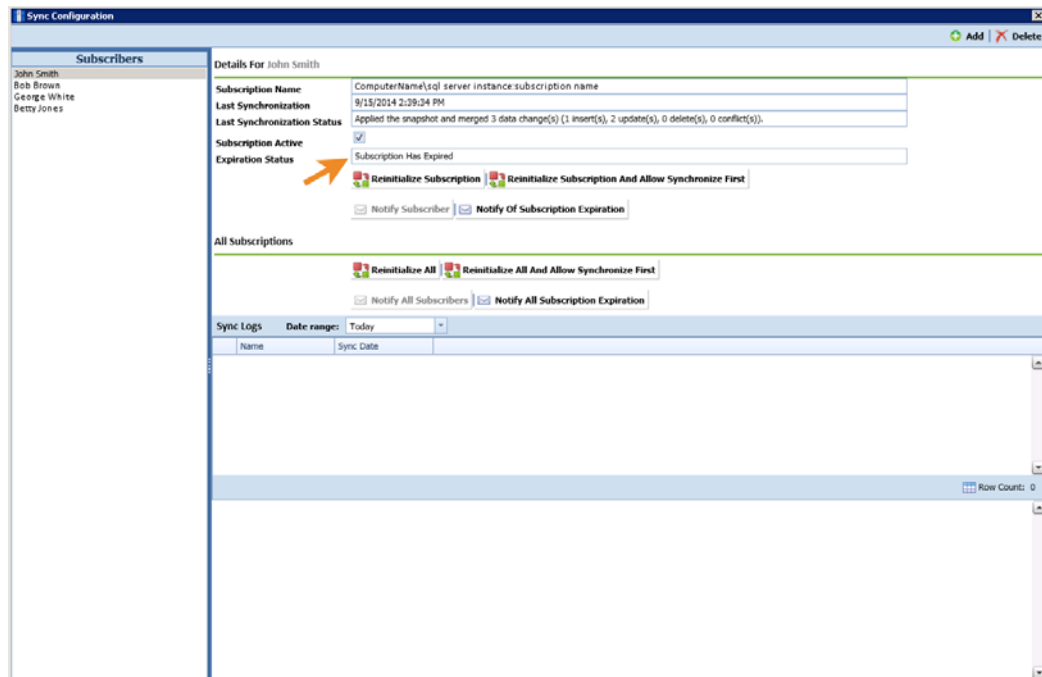 Sync Configuration
Add | Delete
Subscribers
John Smith
Bob Brown
George White
Betty Jones
Details For John Smith
Subscription Name ComputerName\sql server instance:subscription name
Last Synchronization 9/15/2014 2:39:34 PM
Last Synchronization Status Applied the snapshot and merged 3 data change(s) (1 insert(s), 2 update(s), 0 delete(s), 0 conflict(s)).
Subscription Active
Expiration Status Subscription Has Expired
Reinitialize Subscription | Reinitialize Subscription And Allow Synchronize First
Notify Subscriber | Notify Of Subscription Expiration
All Subscriptions
Reinitialize All | Reinitialize All And Allow Synchronize First
Notify All Subscribers | Notify All Subscription Expiration
Sync Logs Date range: Today
Name Sync Date
Row Count: 0